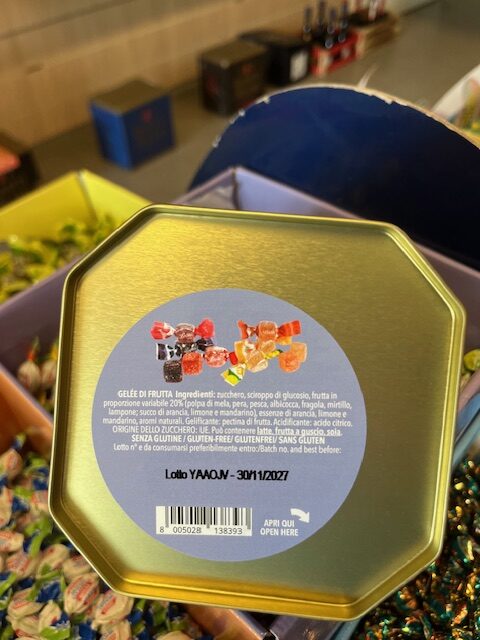 GELÉE DI FRUTTA Ingredienti: zucchero, sciroppo di glucosio, frutta in
proporzione variabile 20% (polpa di mela, pera, pesca, albicocca, fragola, mirtillo,
lampone; succo di arancia, limone e mandarino), essenze di arancia, limone e
mandarino, aromi naturali. Gelificante: pectina di frutta. Acidificante: acido citrico.
ORIGINE DELLO ZUCCHERO: UE. Può contenere latte, frutta a guscio, soia.
SENZA GLUTINE / GLUTEN-FREE/ GLUTENFREI/ SANS GLUTEN
Lotto n° e da consumarsi preferibilmente entro:/Batch no. and best before:
Lotto YAAOJV - 30/11/2027
8 005028 138393
APRI QUI
OPEN HERE